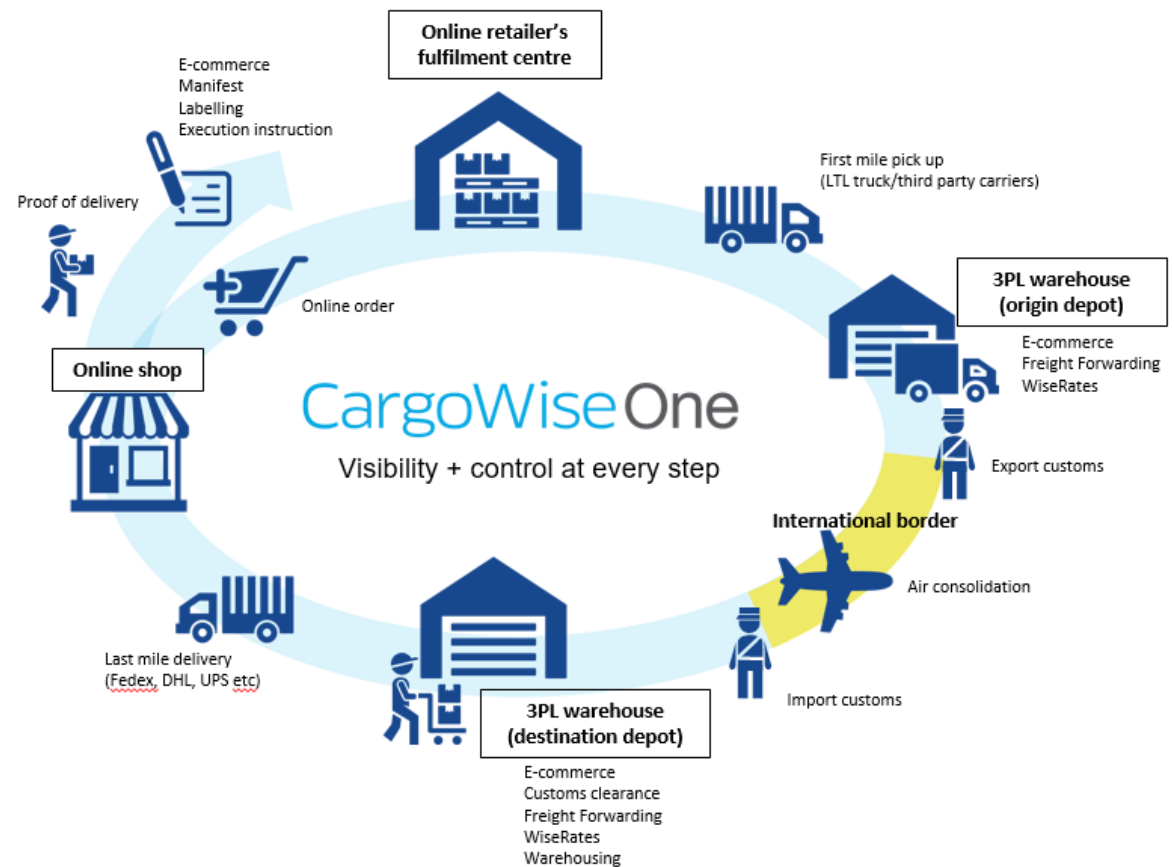 Online retailer's
fulfilment centre
E-commerce
Manifest
Labelling
Execution instruction
First mile pick up
(LTL truck/third party carriers)
Proof of delivery
Online order
3PL warehouse
(origin depot)
E-commerce
Freight Forwarding
WiseRates
Online shop
CargoWise One
Visibility + control at every step
Export customs
International border
Air consolidation
Last mile delivery
(Fedex, DHL, UPS etc)
Import customs
3PL warehouse
(destination depot)
E-commerce
Customs clearance
Freight Forwarding
WiseRates
Warehousing